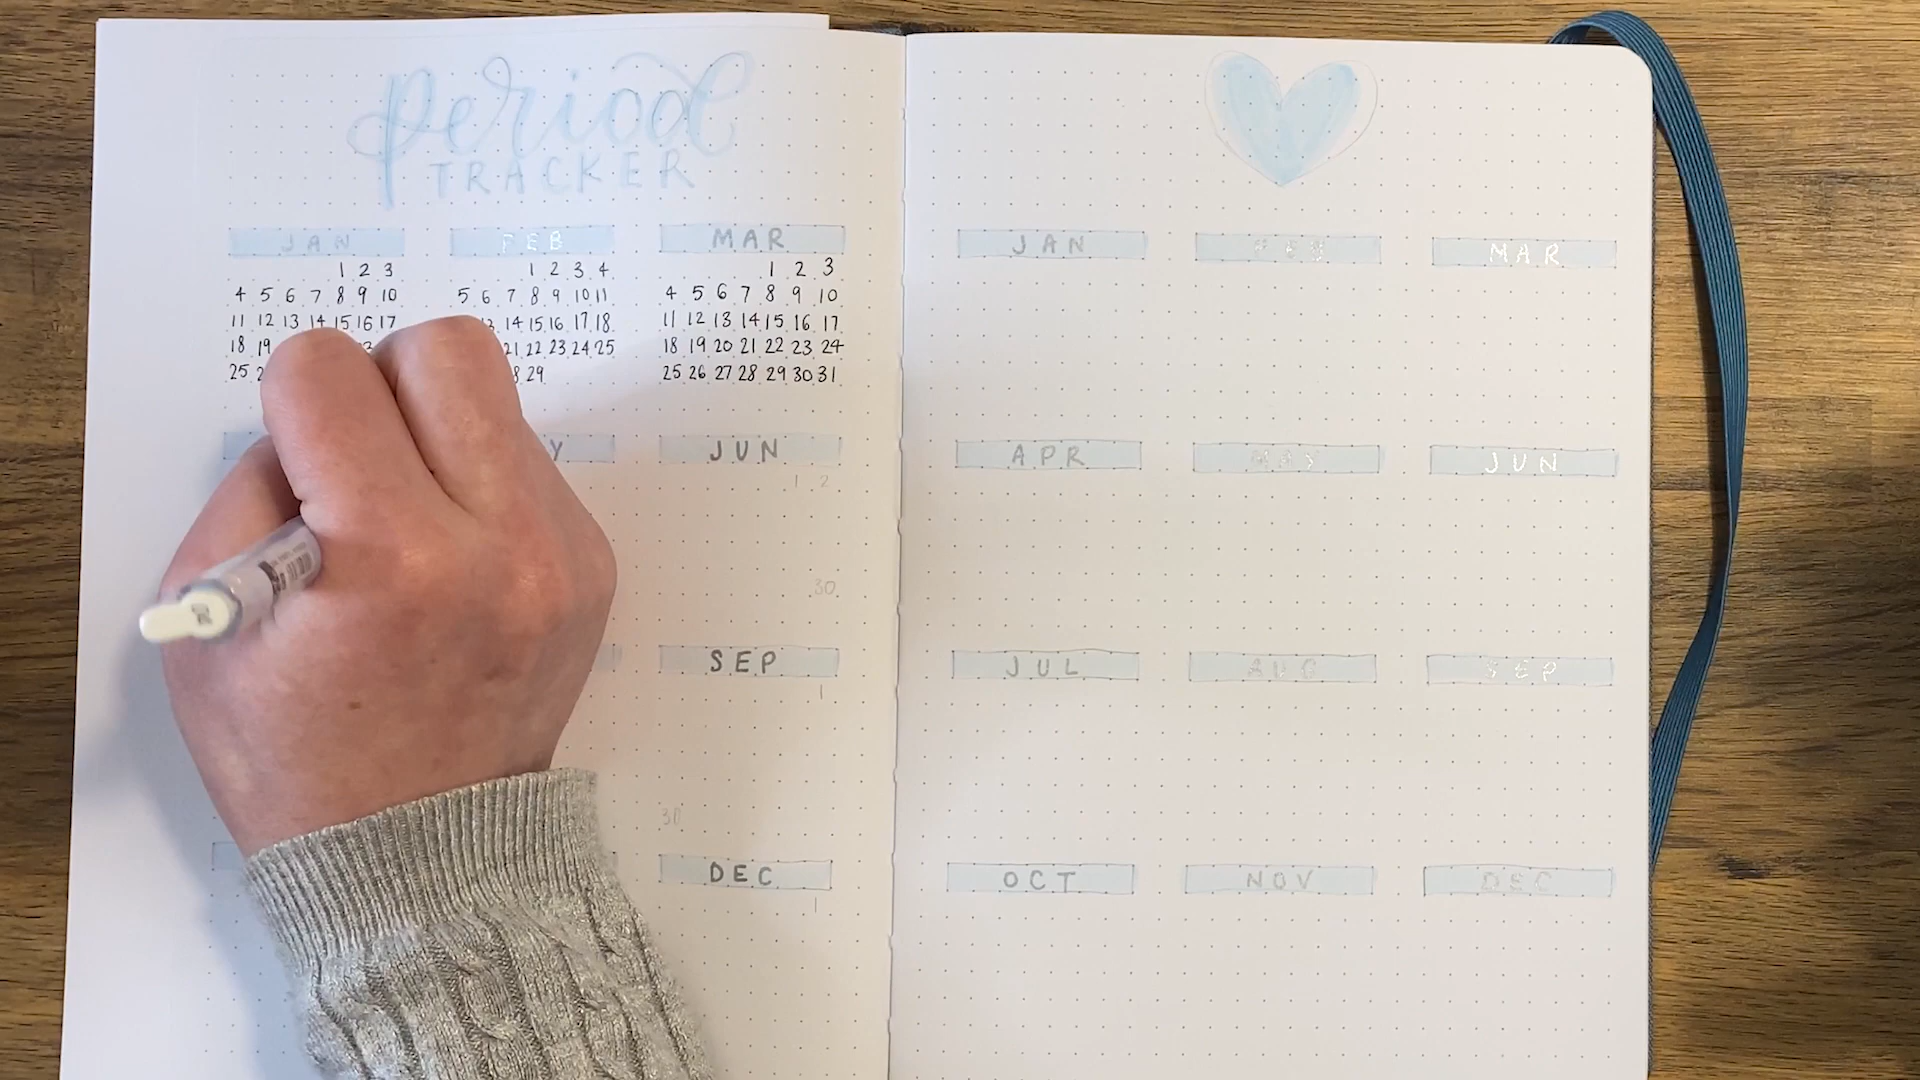 period
TRACKER
JAN FEB MAR
1 2 3
4 5 6 7 8 9 10
11 12 13 14 15 16 17
18 19
25
1 2 3 4
5 6 7 8 9 10 11
14 15 16 17 18
21 22 23 24 25
29
1 2 3
4 5 6 7 8 9 10
11 12 13 14 15 16 17
18 19 20 21 22 23 24
25 26 27 28 29 30 31
Y JUN
1 2
30
SEP
1
30
DEC
1
JAN FEB MAR
APR MAY JUN
JUL AUG SEP
OCT NOV DEC